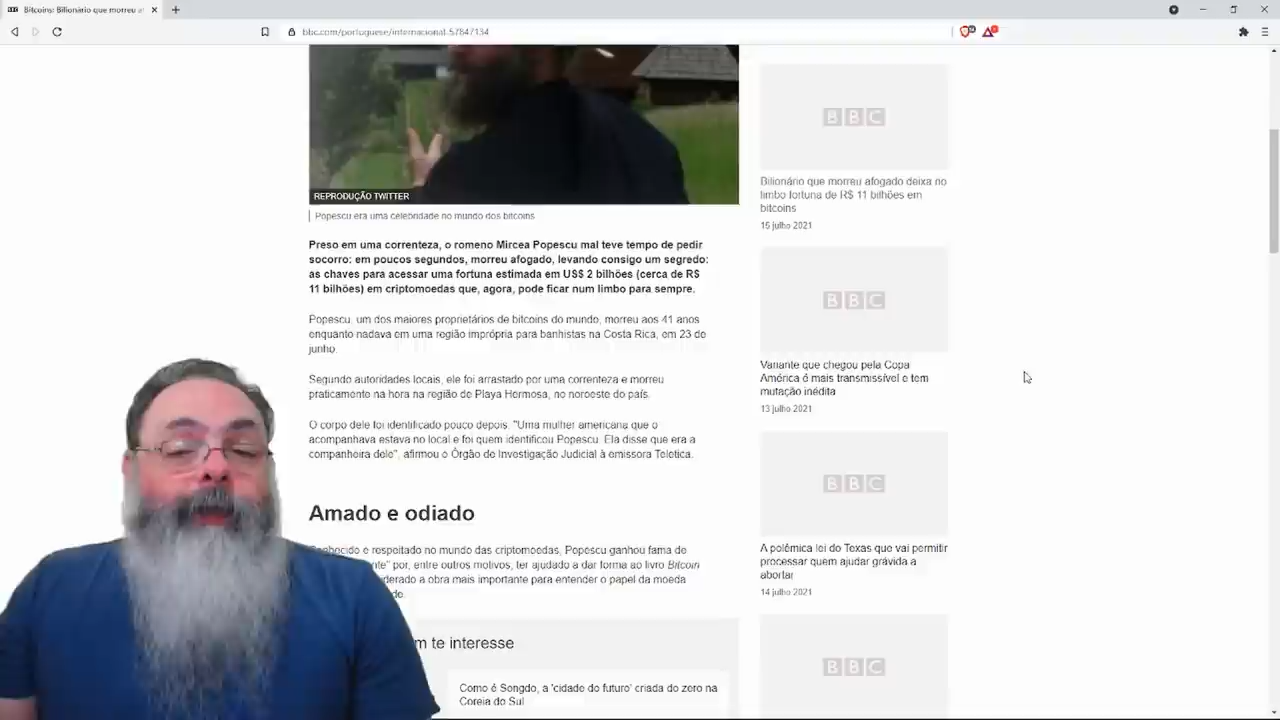 Bitcoins: Bilionário que morreu a
bbc.com/portuguese/internacional-57847134
REPRODUÇÃO TWITTER
Popescu era uma celebridade no mundo dos bitcoins
Preso em uma correnteza, o romeno Mircea Popescu mal teve tempo de pedir
socorro: em poucos segundos, morreu afogado, levando consigo um segredo:
as chaves para acessar uma fortuna estimada em US$ 2 bilhões (cerca de R$
11 bilhões) em criptomoedas que, agora, pode ficar num limbo para sempre.
Popescu, um dos maiores proprietários de bitcoins do mundo, morreu aos 41 anos
enquanto nadava em uma região imprópria para banhistas na Costa Rica, em 23 de
junho.
Segundo autoridades locais, ele foi arrastado por uma correnteza e morreu
praticamente na hora na região de Playa Hermosa, no noroeste do país.
O corpo dele foi identificado pouco depois. "Uma mulher americana que o
acompanhava estava no local e foi quem identificou Popescu. Ela disse que era a
companheira dele", afirmou o Órgão de Investigação Judicial à emissora Teletica.
Amado e odiado
Conhecido e respeitado no mundo das criptomoedas, Popescu ganhou fama de
por, entre outros motivos, ter ajudado a dar forma ao livro Bitcoin
a obra mais importante para entender o papel da moeda
te interesse
Como é Songdo, a 'cidade do futuro' criada do zero na
Coreia do Sul
BBC
Bilionário que morreu afogado deixa no
limbo fortuna de R$ 11 bilhões em
bitcoins
15 julho 2021
BBC
Variante que chegou pela Copa
América é mais transmissível e tem
mutação inédita
13 julho 2021
BBC
A polêmica lei do Texas que vai permitir
processar quem ajudar grávida a
abortar
14 julho 2021
BBC